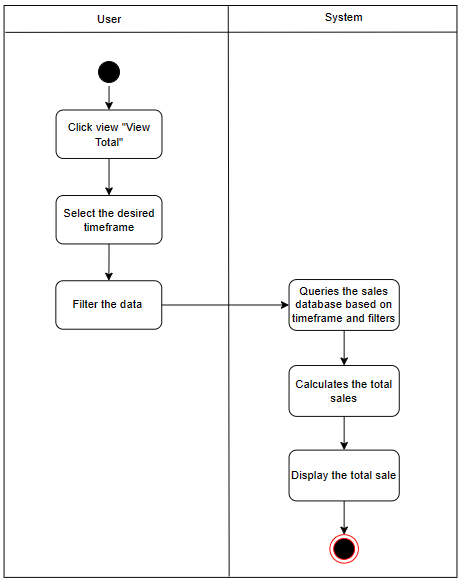 User
System
Click view "View
Total"
Select the desired
timeframe
Filter the data
Queries the sales
database based on
timeframe and filters
Calculates the total
sales
Display the total sale